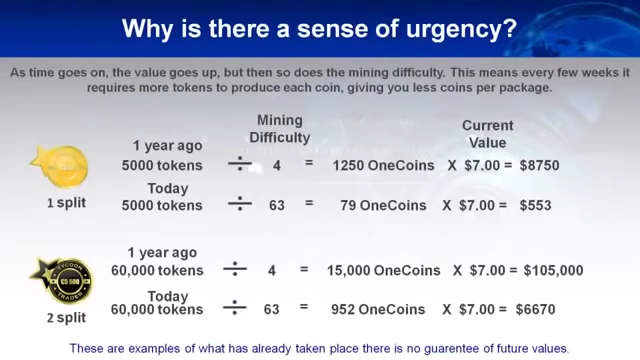 Why is there a sense of urgency?
As time goes on, the value goes up, but then so does the mining difficulty. This means every few weeks it
requires more tokens to produce each coin, giving you less coins per package.
Mining
Difficulty
Current
Value
1 year ago
5000 tokens ÷ 4 = 1250 OneCoins X $7.00 = $8750
Today
5000 tokens ÷ 63 = 79 OneCoins X $7.00 = $553
1 split
1 year ago
60,000 tokens ÷ 4 = 15,000 OneCoins X $7.00 = $105,000
TYCOON
TRADER
Today
60,000 tokens ÷ 63 = 952 OneCoins X $7.00 = $6670
2 split
These are examples of what has already taken place there is no guarentee of future values.